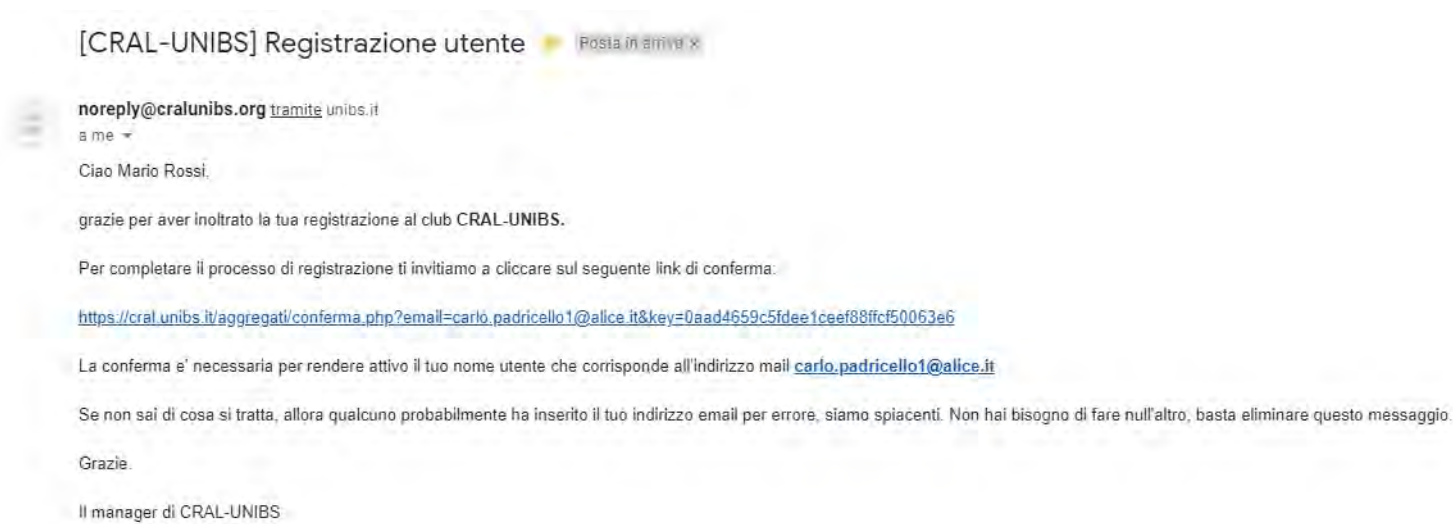 [CRAL-UNIBS] Registrazione utente Posta in arrivo x
noreply@cralunibs.org tramite unibs.it
a me
Ciao Mario Rossi,
grazie per aver inoltrato la tua registrazione al club CRAL-UNIBS.
Per completare il processo di registrazione ti invitiamo a cliccare sul seguente link di conferma:
https://cral.unibs.it/aggregati/conferma.php?email=carlo.padricello1@alice.it&key=0aad4659c5fdee1ceef88ffcf50063e6
La conferma e' necessaria per rendere attivo il tuo nome utente che corrisponde all'indirizzo mail carlo.padricello1@alice.it
Se non sai di cosa si tratta, allora qualcuno probabilmente ha inserito il tuo indirizzo email per errore, siamo spiacenti. Non hai bisogno di fare null'altro, basta eliminare questo messaggio.
Grazie.
Il manager di CRAL-UNIBS